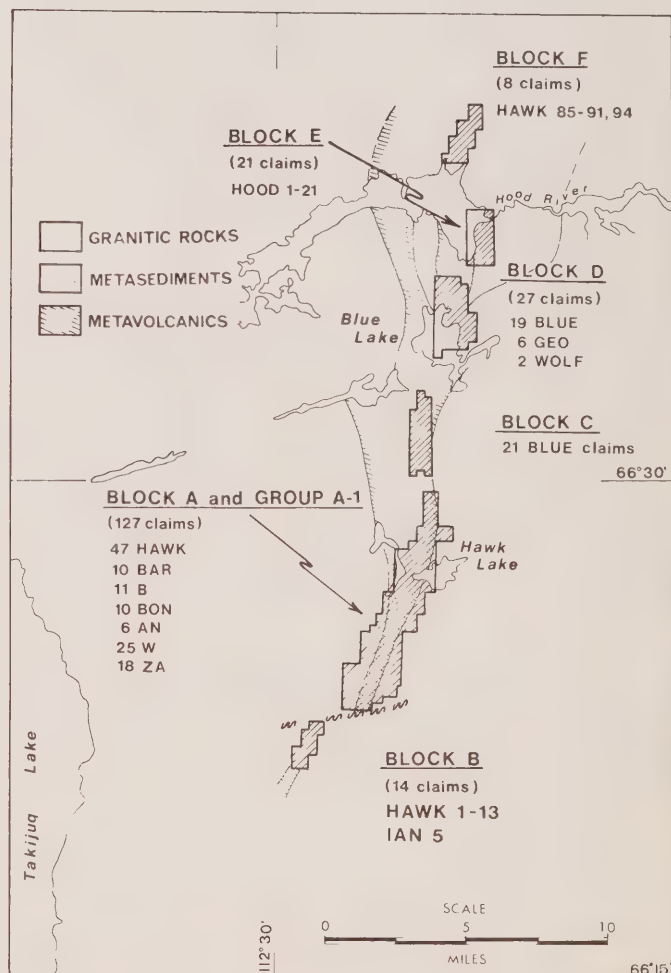 BLOCK F
(8 claims)
HAWK 85-91, 94
BLOCK E
(21 claims)
HOOD 1-21
Hood River
GRANITIC ROCKS
METASEDIMENTS
METAVOLCANICS
BLOCK D
(27 claims)
19 BLUE
6 GEO
2 WOLF
Blue
Lake
BLOCK C
21 BLUE claims
66°30'
BLOCK A and GROUP A-1
(127 claims)
47 HAWK
10 BAR
11 B
10 BON
6 AN
25 W
18 ZA
Hawk
Lake
BLOCK B
(14 claims)
HAWK 1-13
IAN 5
Takijuq Lake
SCALE
0 5 10
MILES
112°30'
66°15'